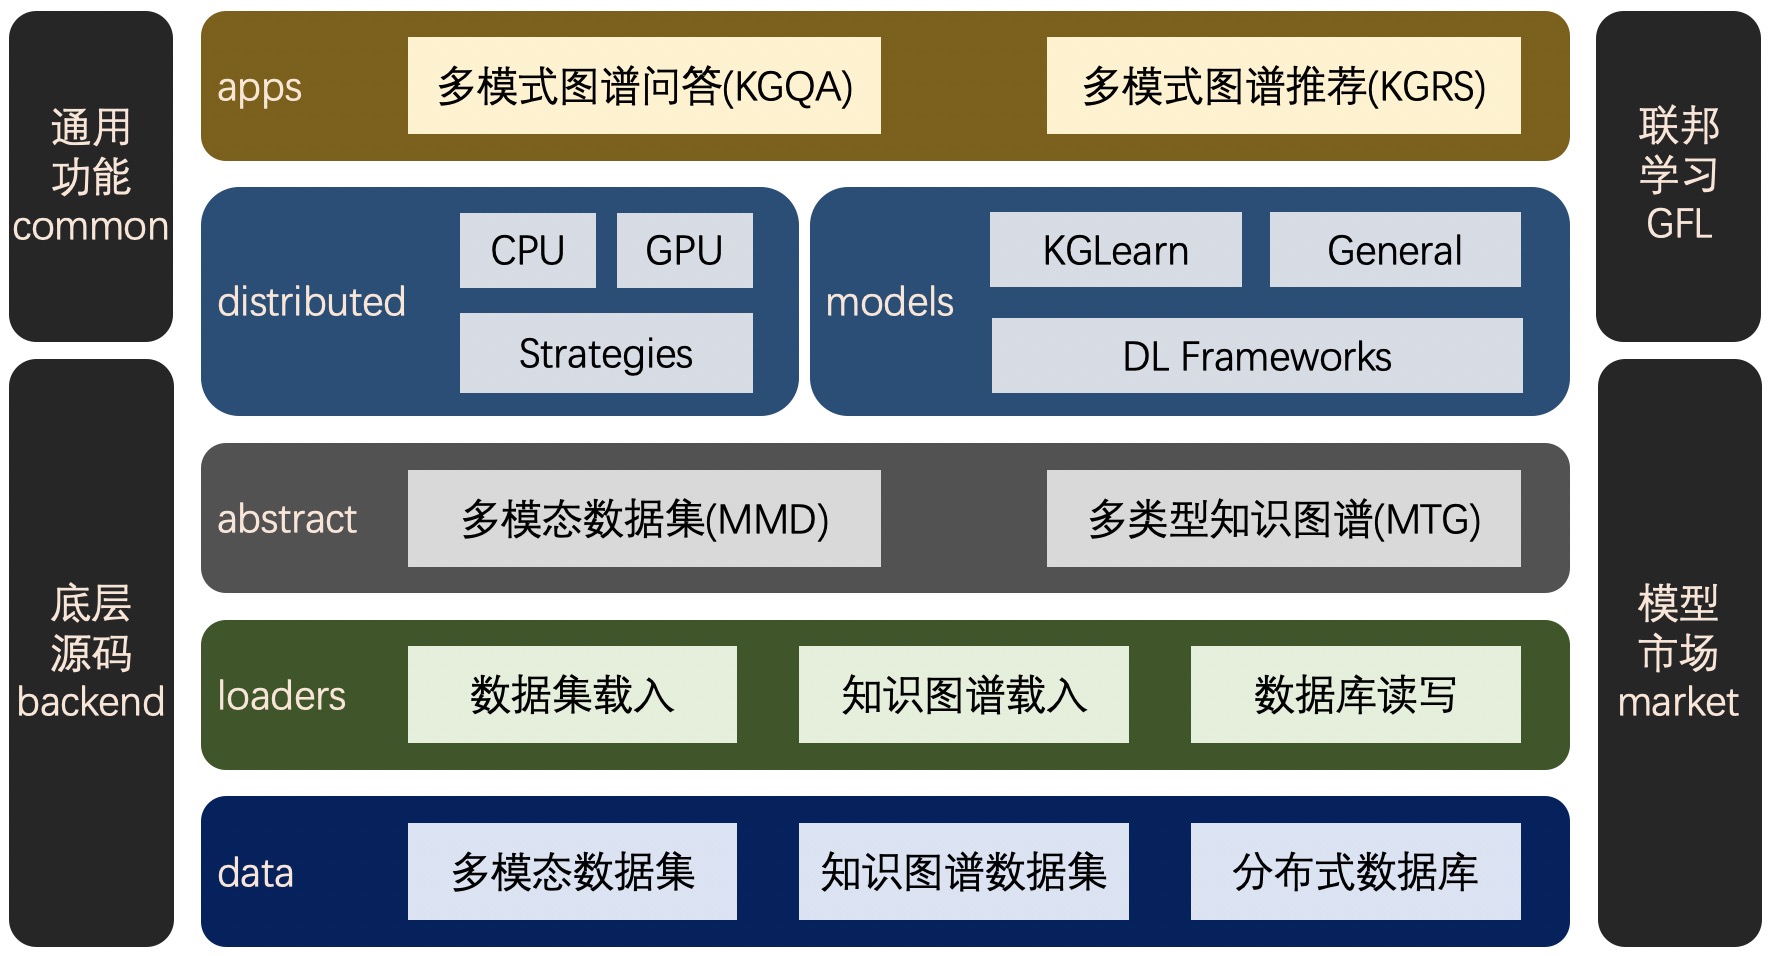 通用
功能
common
底层
源码
backend
apps
多模式图谱问答(KGQA)
多模式图谱推荐(KGRS)
distributed
CPU
GPU
Strategies
models
KGLearn
General
DL Frameworks
abstract
多模态数据集(MMD)
多类型知识图谱(MTG)
loaders
数据集载入
知识图谱载入
数据库读写
data
多模态数据集
知识图谱数据集
分布式数据库
联邦
学习
GFL
模型
市场
market